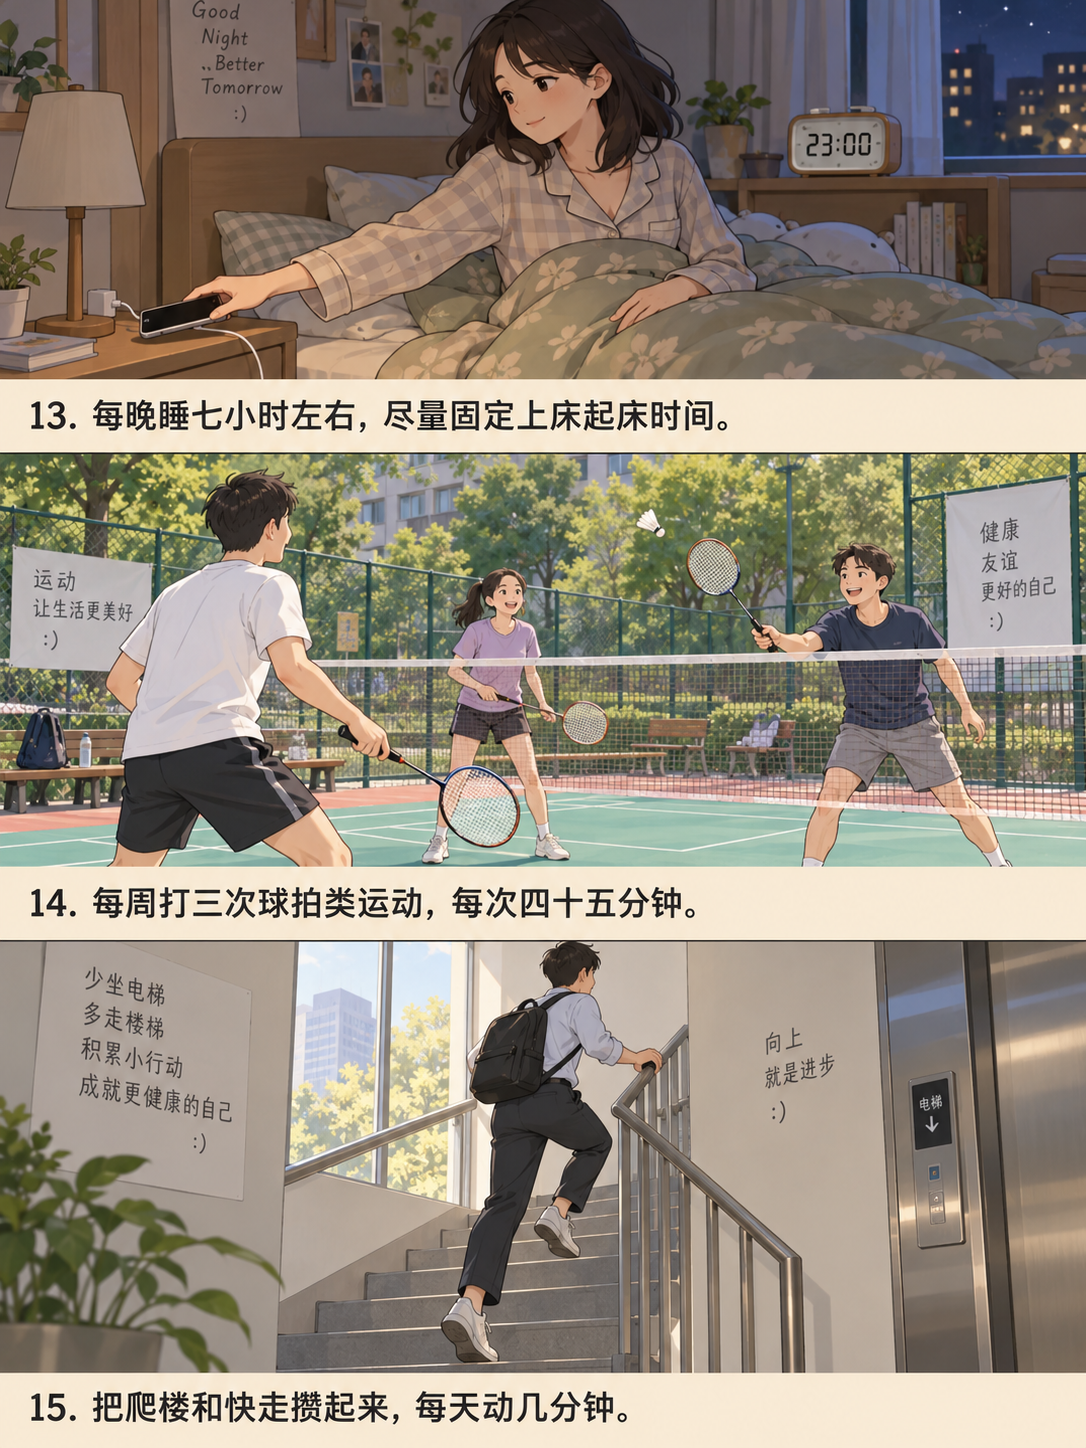 Good
Night
..Better
Tomorrow
:)
23:00
13. 每晚睡七小时左右，尽量固定上床起床时间。
运动
让生活更美好
:)
健康
友谊
更好的自己
:)
14. 每周打三次球拍类运动，每次四十五分钟。
少坐电梯
多走楼梯
积累小行动
成就更健康的自己
:)
向上
就是进步
:)
电梯
↓
15. 把爬楼和快走攒起来，每天动几分钟。